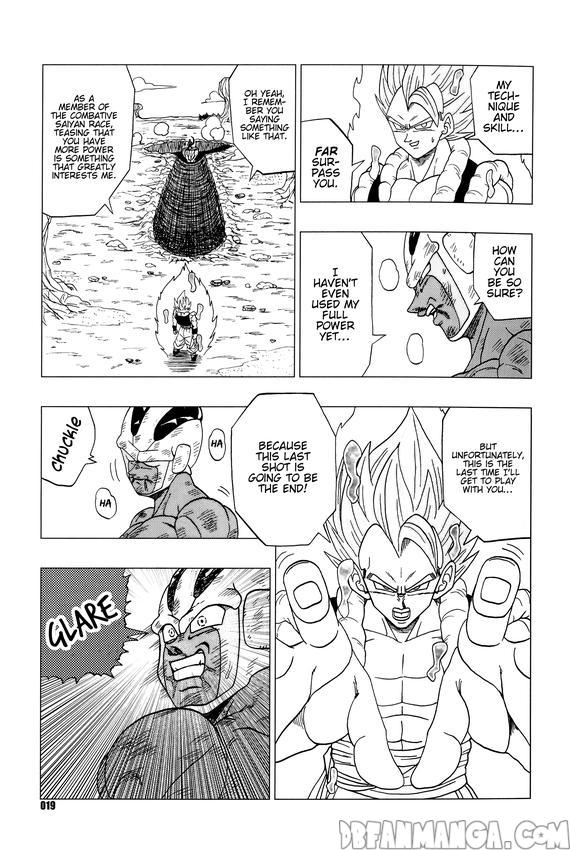 MY
TECH-
NIQUE
AND
SKILL...
FAR
SUR-
PASS
YOU.
OH YEAH,
I REMEM-
BER YOU
SAYING
SOMETHING
LIKE THAT.
AS A
MEMBER OF
THE COMBATIVE
SAIYAN RACE,
TEASING THAT
YOU HAVE
MORE POWER
IS SOMETHING
THAT GREATLY
INTERESTS ME.
HOW
CAN YOU
BE SO
SURE?
I
HAVEN'T
EVEN
USED MY
FULL
POWER
YET...
BUT
UNFORTUNATELY,
THIS IS THE
LAST TIME I'LL
GET TO PLAY
WITH YOU...
BECAUSE
THIS LAST
SHOT IS
GOING TO BE
THE END!
HA
HA
chuckle
GLARE
019
DBFANMANGA.COM